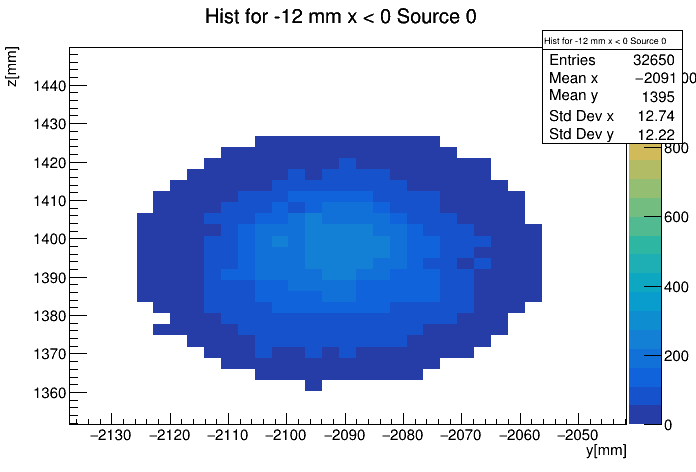 Hist for -12 mm x < 0 Source 0
Hist for -12 mm x < 0 Source 0
Entries 32650
Mean x −2091
Mean y 1395
Std Dev x 12.74
Std Dev y 12.22
z[mm]
1440
1430
1420
1410
1400
1390
1380
1370
1360
−2130 −2120 −2110 −2100 −2090 −2080 −2070 −2060 −2050
y[mm]
800
600
400
200
0